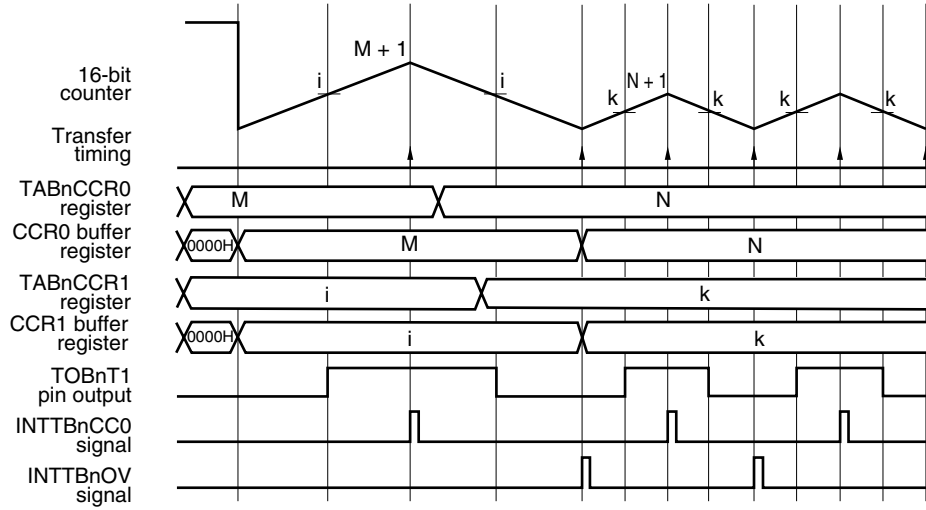 M + 1
i
i
N + 1
k
k
k
k
16-bit
counter
Transfer
timing
TABnCCR0
register
M
N
CCR0 buffer
register
0000H
M
N
TABnCCR1
register
i
k
CCR1 buffer
register
0000H
i
k
TOBnT1
pin output
INTTBnCC0
signal
INTTBnOV
signal